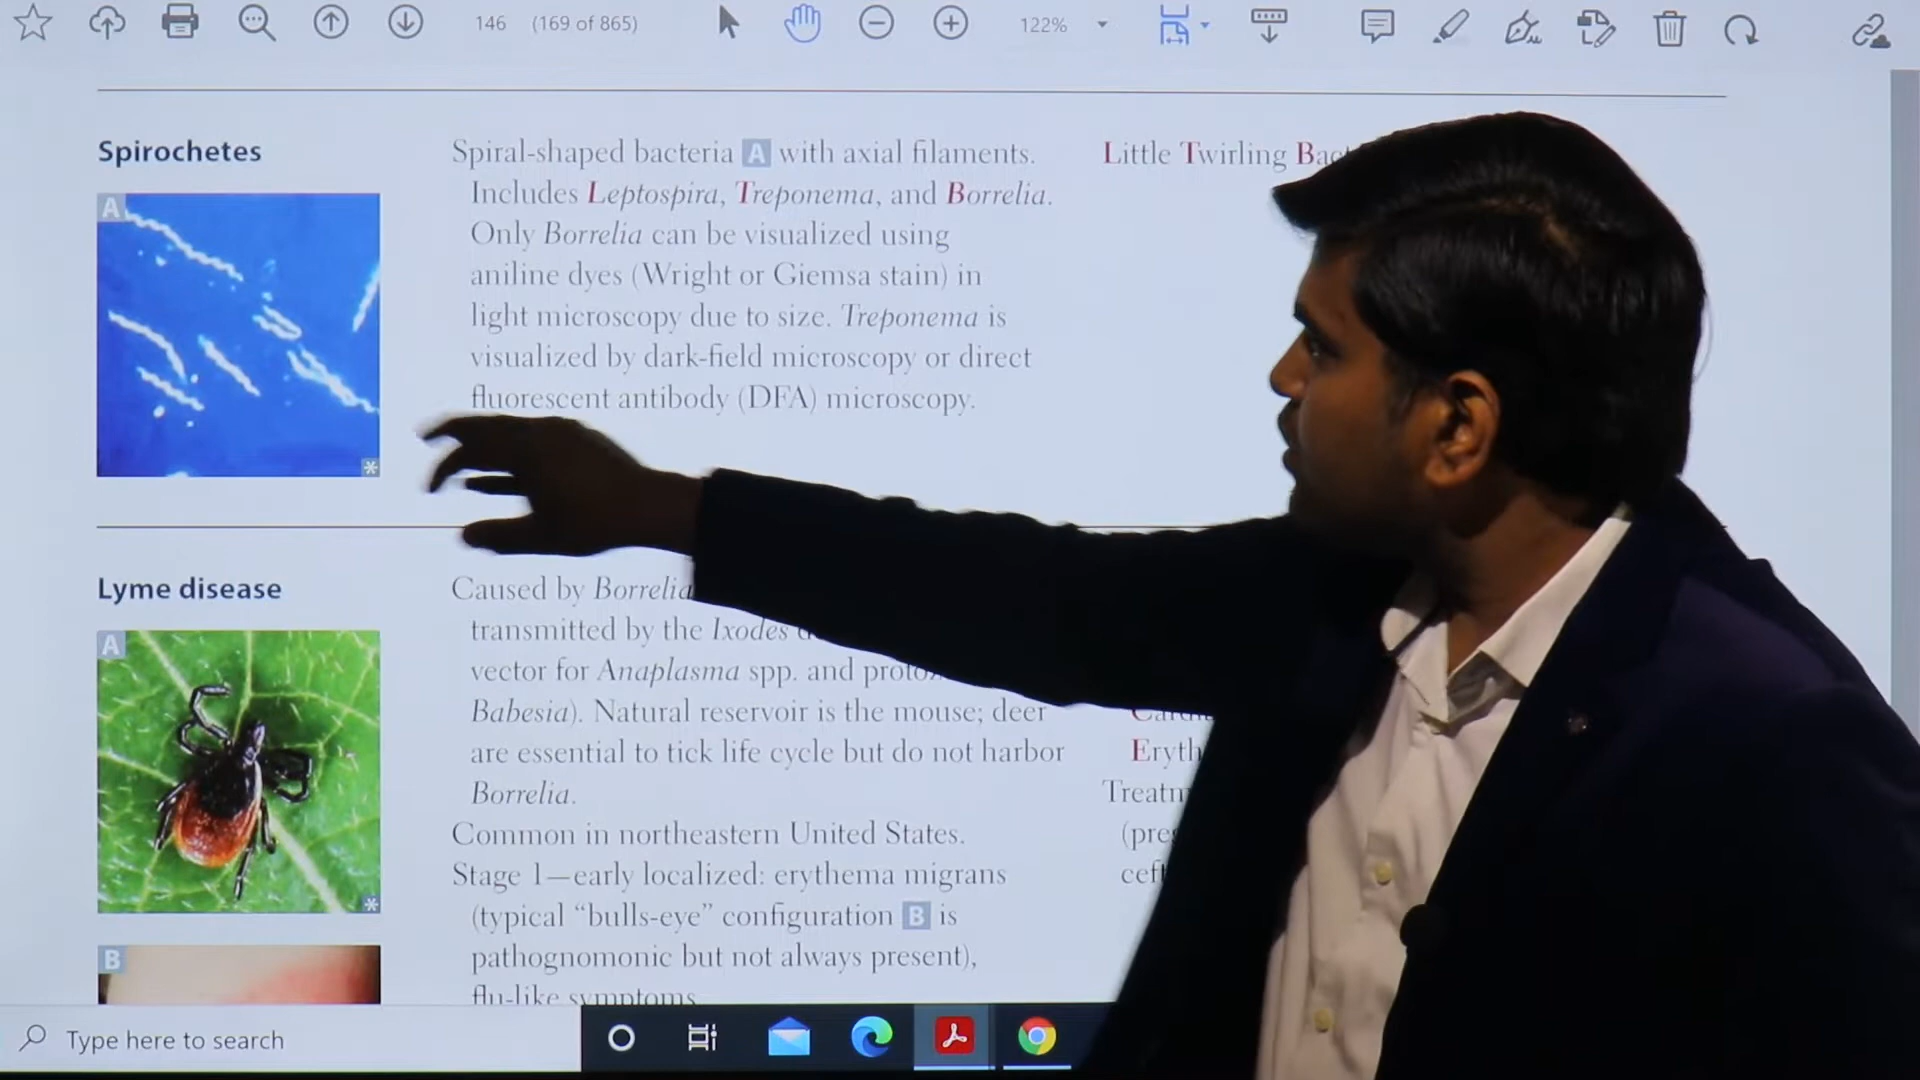 146 (169 of 865)
122%
Spirochetes
A
Spiral-shaped bacteria A with axial filaments.
Includes Leptospira, Treponema, and Borrelia.
Only Borrelia can be visualized using
aniline dyes (Wright or Giemsa stain) in
light microscopy due to size. Treponema is
visualized by dark-field microscopy or direct
fluorescent antibody (DFA) microscopy.
Little Twirling
Lyme disease
A
B
Caused by Borrelia
transmitted by the Ixodes
vector for Anaplasma spp. and
Babesia). Natural reservoir is the mouse; deer
are essential to tick life cycle but do not harbor
Borrelia.
Common in northeastern United States.
Stage 1—early localized: erythema migrans
(typical “bulls-eye” configuration B is
pathognomonic but not always present),
flu-like symptoms
Type here to search